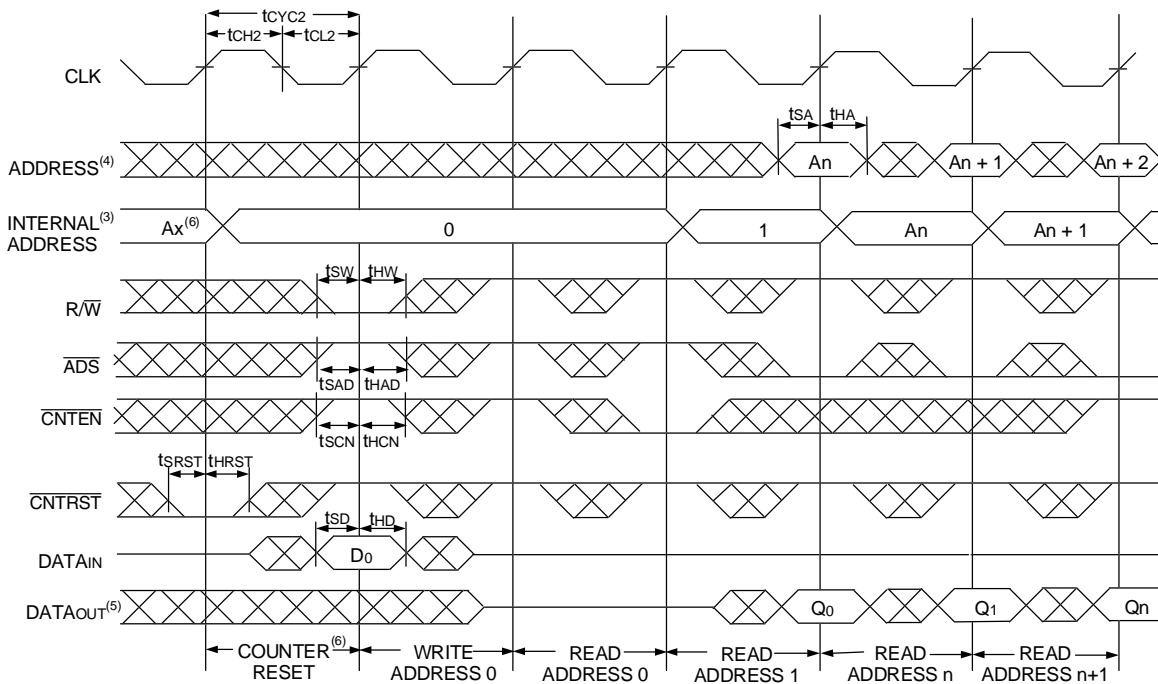 tCYC2
tCH2 tCL2
CLK
tSA tHA
ADDRESS(4) An An + 1 An + 2
INTERNAL(3) ADDRESS Ax(6) 0 1 An An + 1
tSW tHW
R/W̅
A̅D̅S̅
tSAD tHAD
C̅N̅T̅E̅N̅
tSCN tHCN
tSRST tHRST
C̅N̅T̅R̅S̅T̅
tSD tHD
DATAIN D0
DATAOUT(5) Q0 Q1 Qn
COUNTER(6) WRITE READ READ READ READ
RESET ADDRESS 0 ADDRESS 0 ADDRESS 1 ADDRESS n ADDRESS n+1